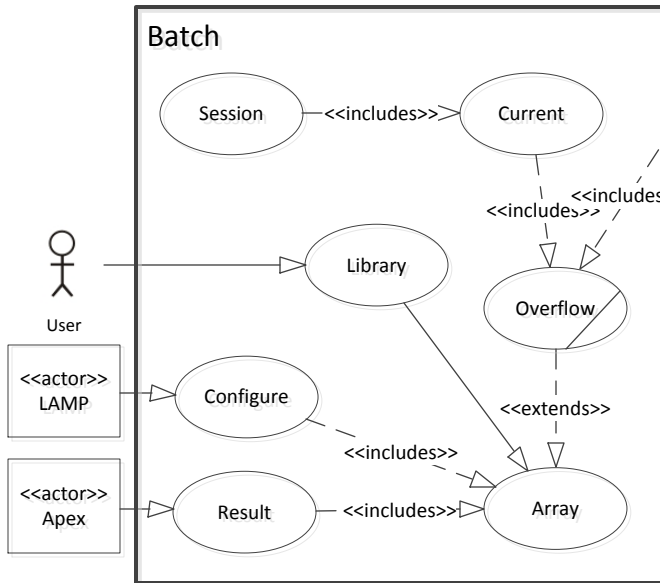 Batch
Session
<<includes>>
Current
<<includes>>
<<includes
Library
User
Overflow
<<actor>>
LAMP
Configure
<<extends>>
<<includes>>
<<actor>>
Apex
Result
<<includes>>
Array